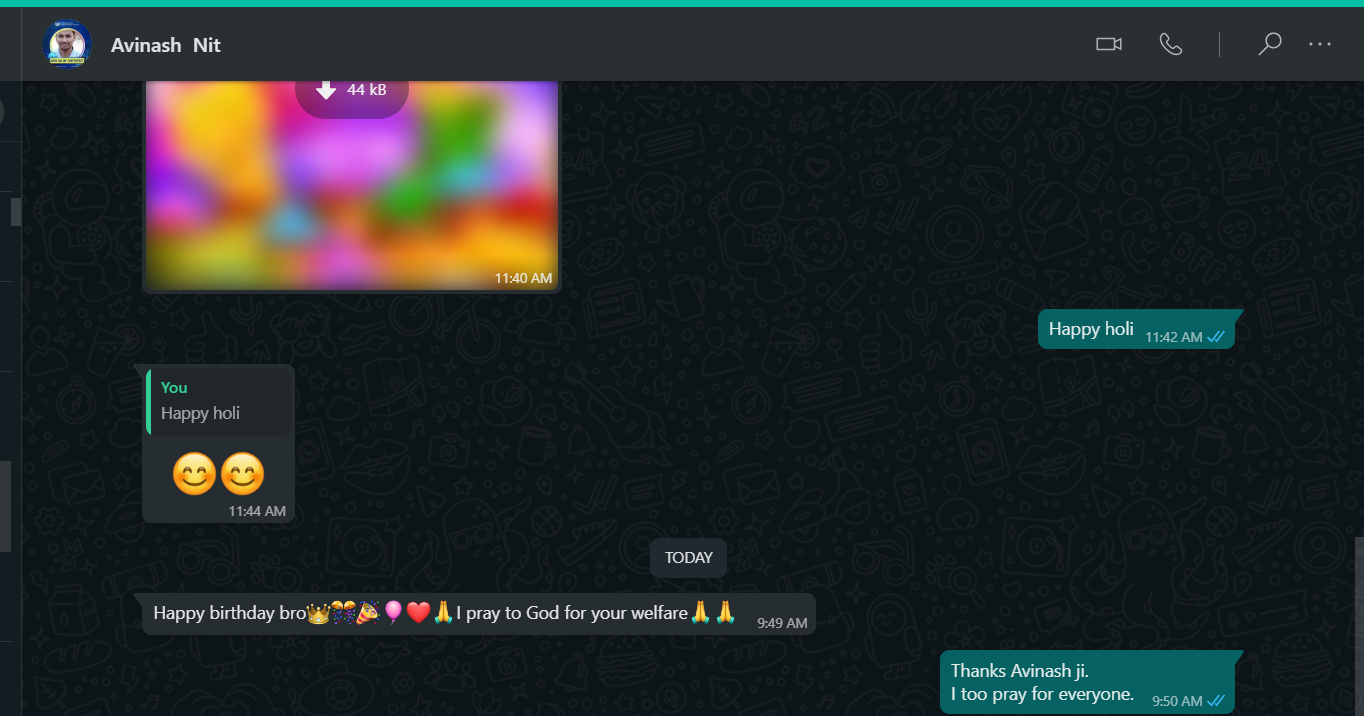 Avinash Nit
44 kB
11:40 AM
Happy holi 11:42 AM
You
Happy holi
😊😊
11:44 AM
TODAY
Happy birthday bro👑🎊🎉🎈❤️🙏I pray to God for your welfare🙏🙏 9:49 AM
Thanks Avinash ji.
I too pray for everyone. 9:50 AM